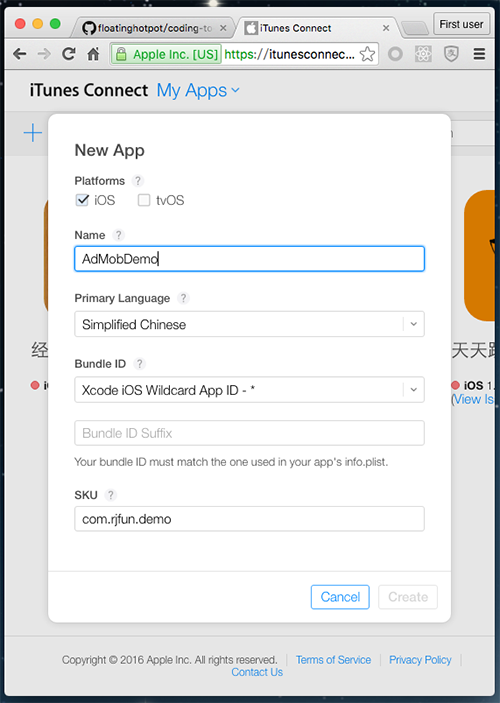 floatinghotpot/coding-to
iTunes Connect
First user
Apple Inc. [US]
https://itunesconnec...
iTunes Connect
My Apps
New App
Platforms ?
iOS
tvOS
Name ?
AdMobDemo
Primary Language ?
Simplified Chinese
Bundle ID ?
Xcode iOS Wildcard App ID - *
Bundle ID Suffix
Your bundle ID must match the one used in your app's info.plist.
SKU ?
com.rjfun.demo
Cancel
Create
经
天天
iOS 1.
(View Is
Copyright © 2016 Apple Inc. All rights reserved.
Terms of Service
Privacy Policy
Contact Us